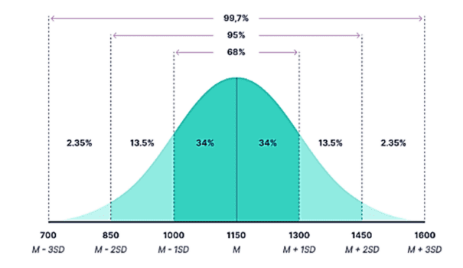 99,7%
95%
68%
2.35% 13.5% 34% 34% 13.5% 2.35%
700 850 1000 1150 1300 1450 1600
M - 3SD M - 2SD M - 1SD M M + 1SD M + 2SD M + 3SD